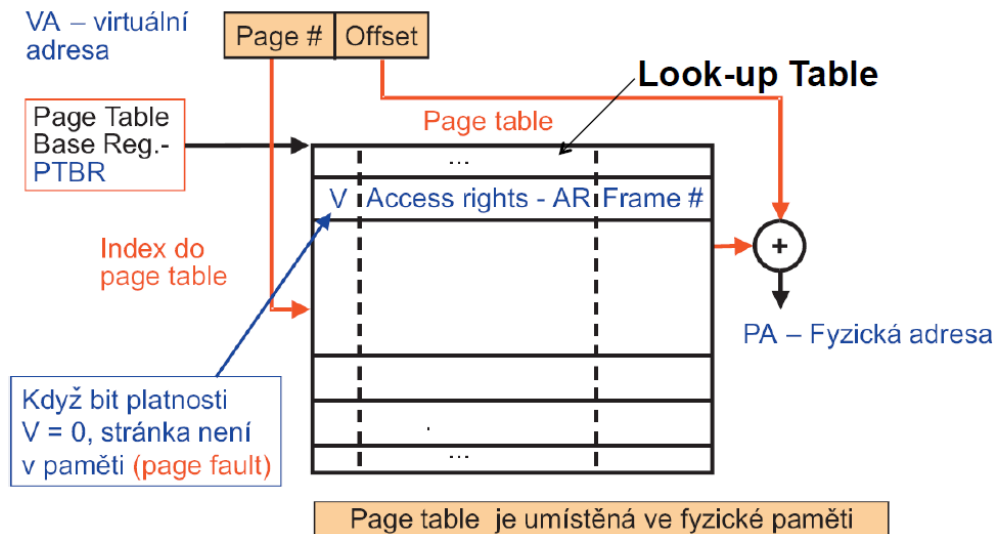 VA – virtuální
adresa
Page # Offset
Look-up Table
Page Table
Base Reg.-
PTBR
Page table
...
V Access rights - AR Frame #
+
Index do
page table
PA – Fyzická adresa
Když bit platnosti
V = 0, stránka není
v paměti (page fault)
.
...
Page table je umístěná ve fyzické paměti